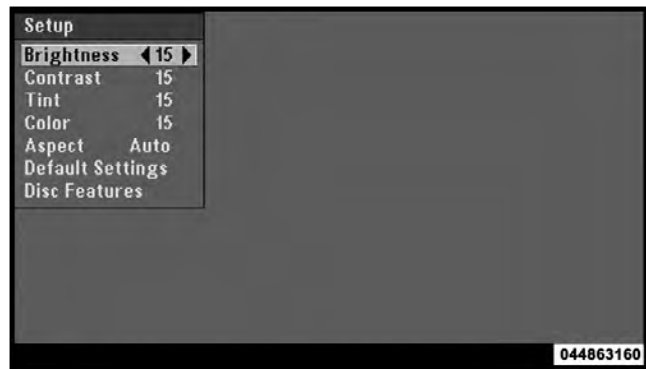 Setup
Brightness ◀ 15 ▶
Contrast 15
Tint 15
Color 15
Aspect Auto
Default Settings
Disc Features
044863160